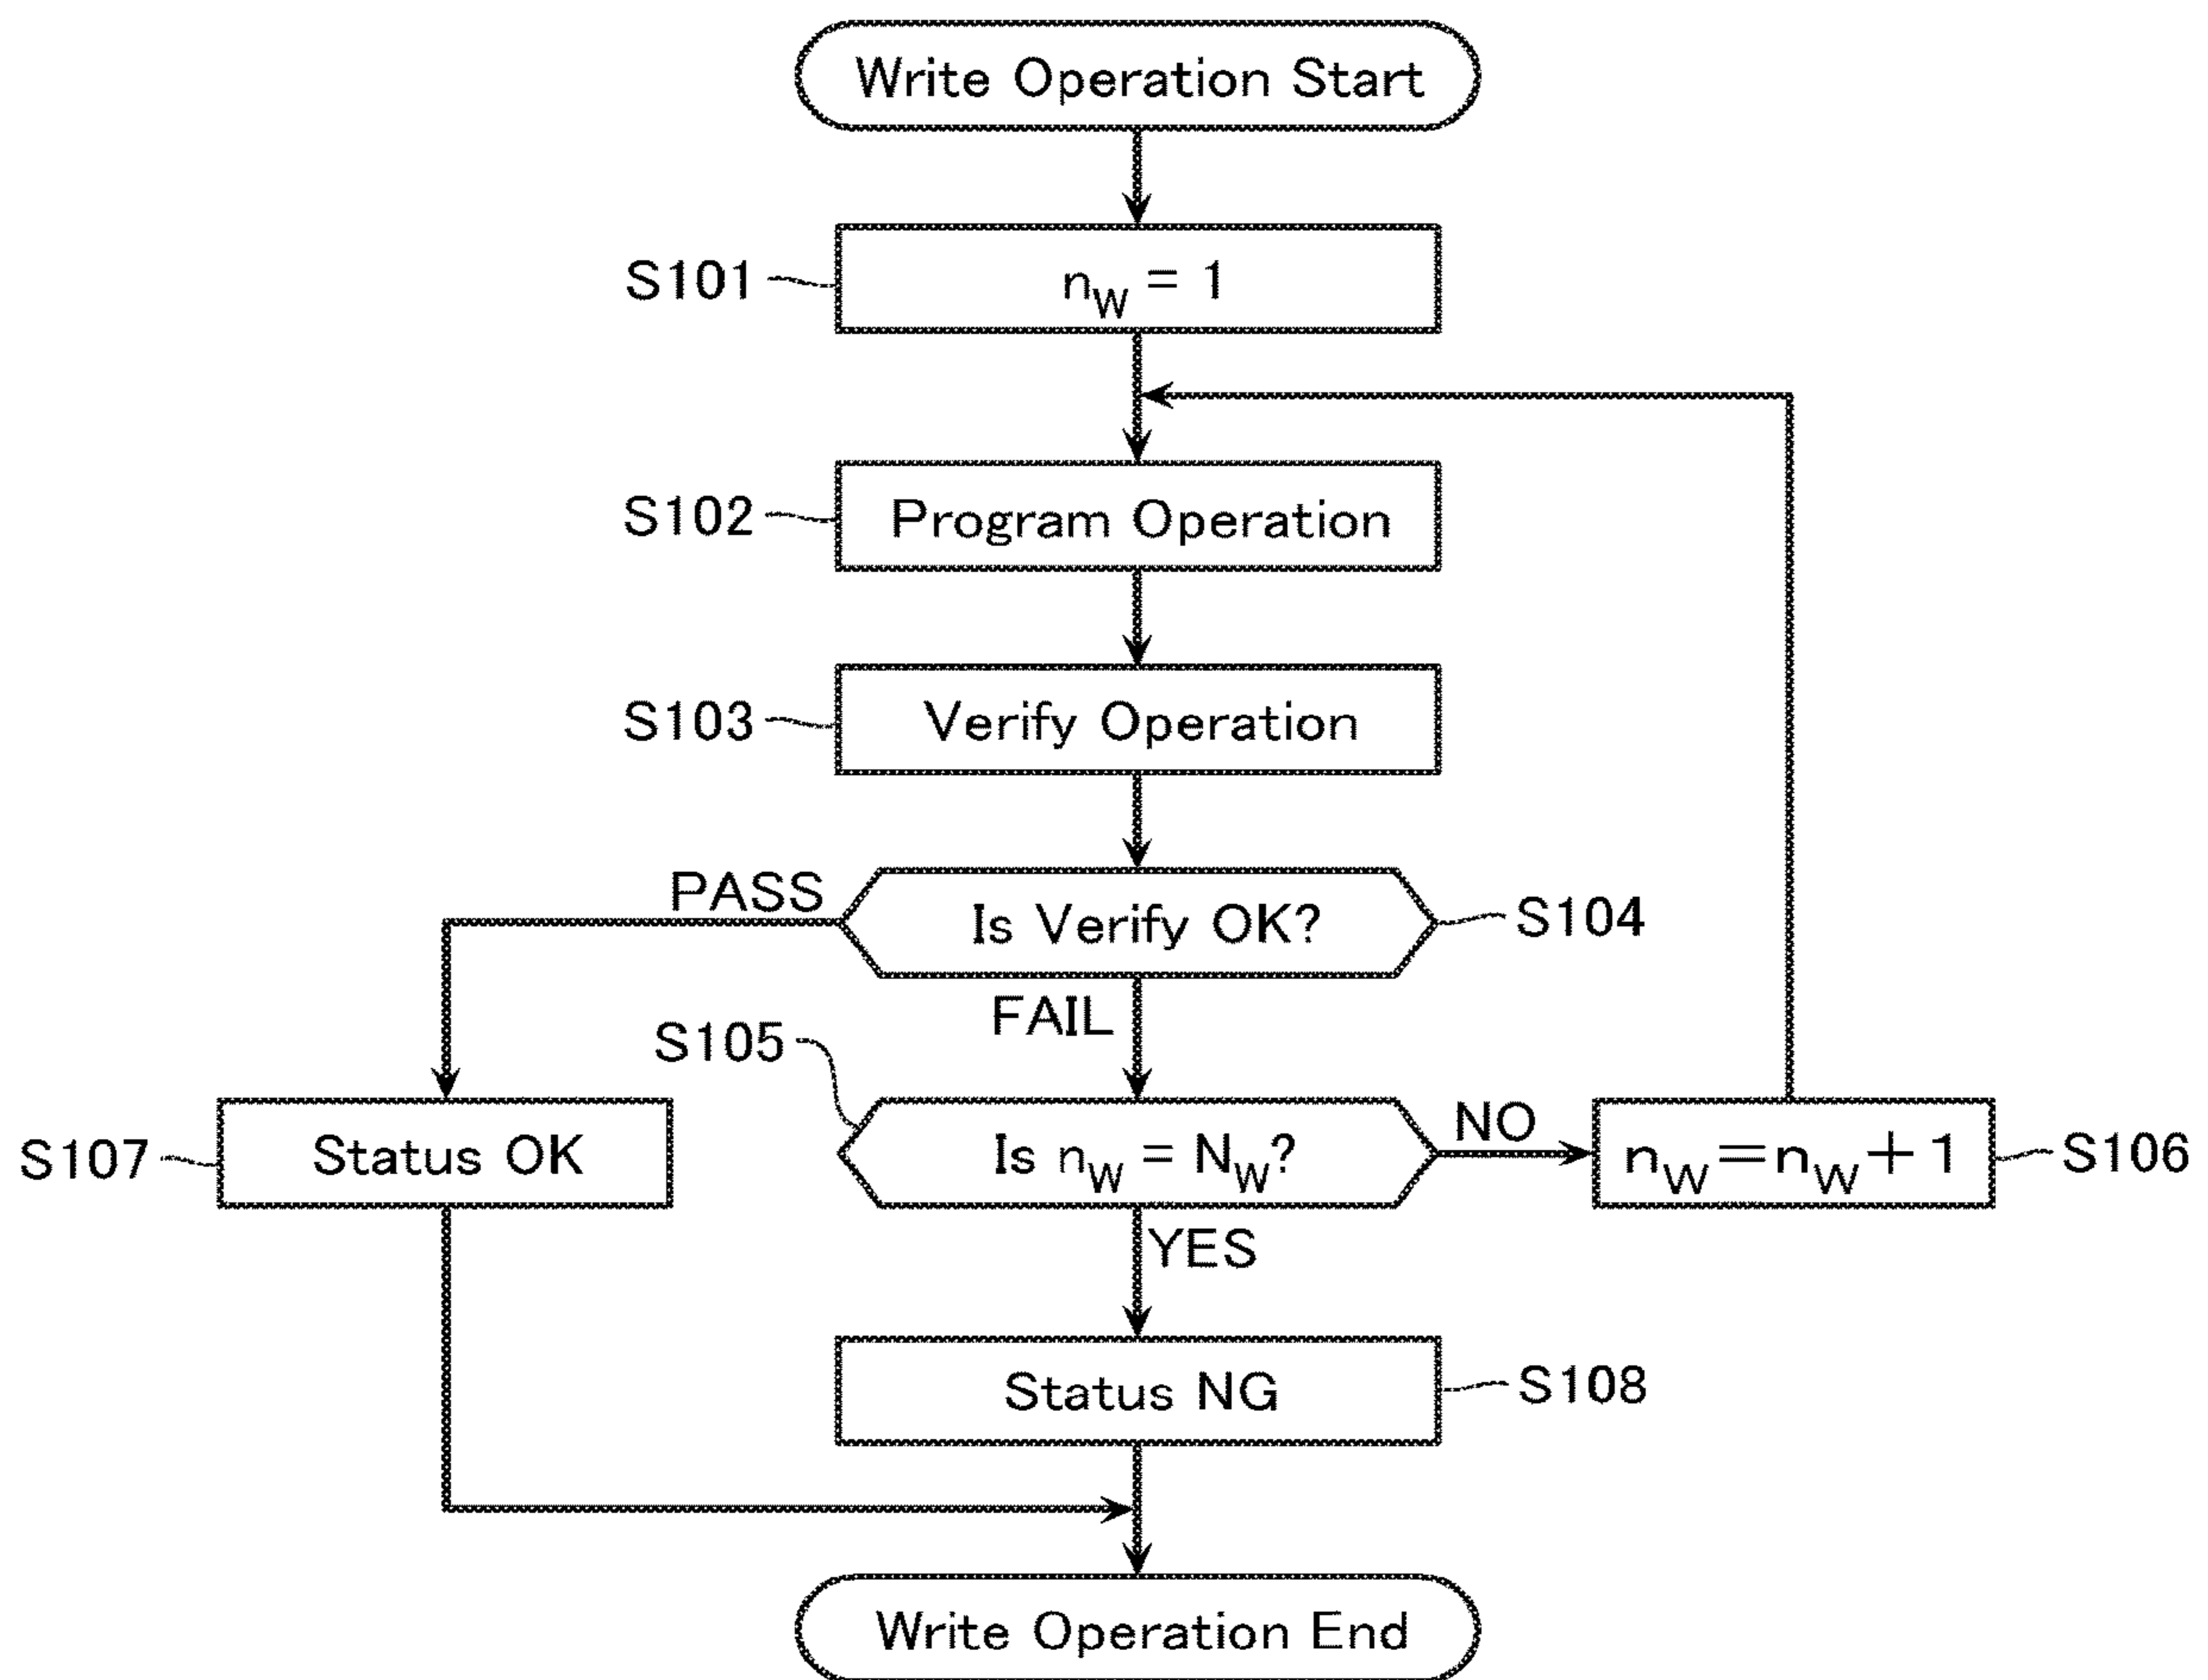 Write Operation Start
S101
n_W = 1
S102
Program Operation
S103
Verify Operation
PASS
Is Verify OK?
S104
FAIL
S105
S107
Status OK
Is n_W = N_W?
NO
n_W = n_W + 1
S106
YES
Status NG
S108
Write Operation End